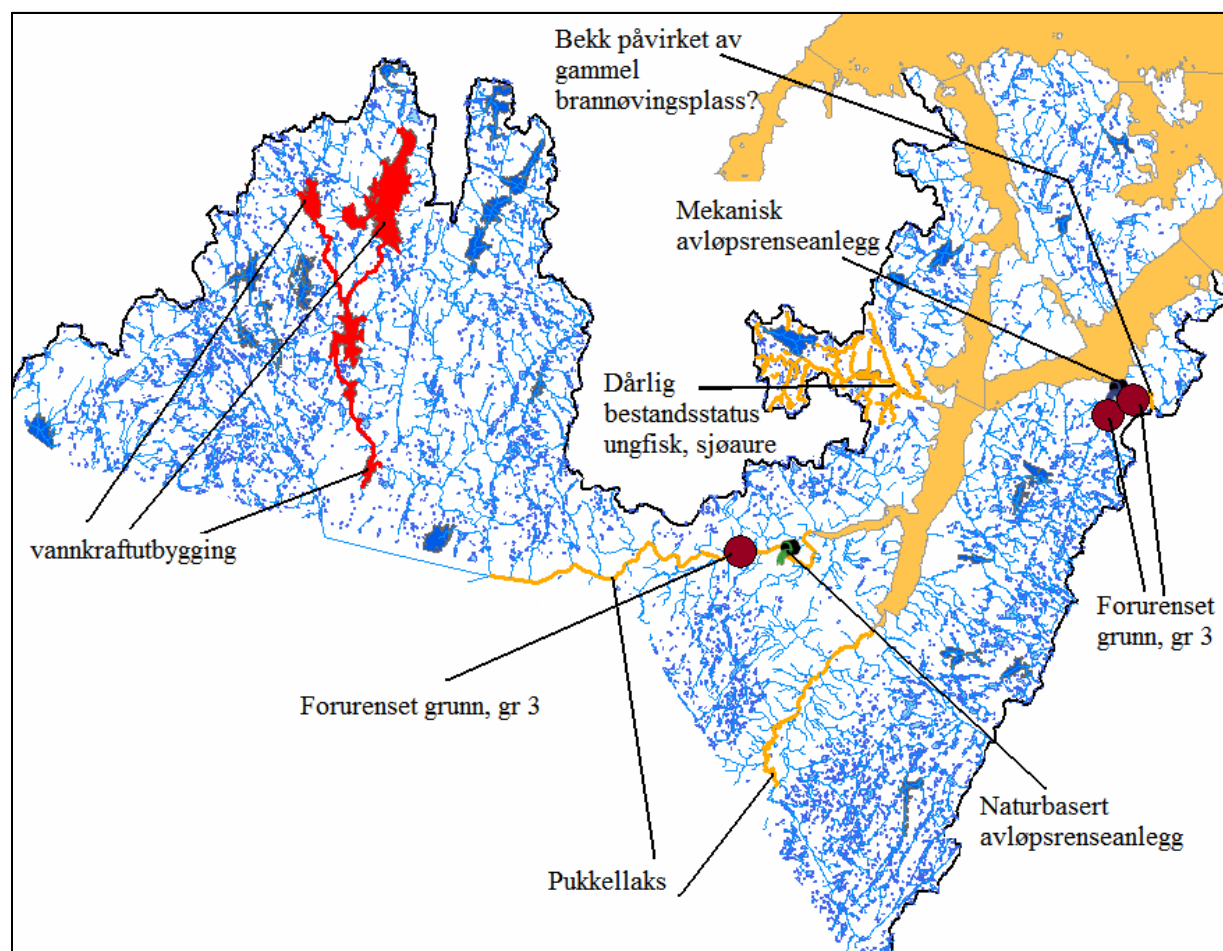 Bekk påvirket av
gammel
brannøvingsplass?
Mekanisk
avløpsrenseanlegg
Dårlig
bestandsstatus
ungfisk, sjøaure
vannkraftutbygging
Forurenset
grunn, gr 3
Forurenset grunn, gr 3
Naturbasert
avløpsrenseanlegg
Pukkellaks